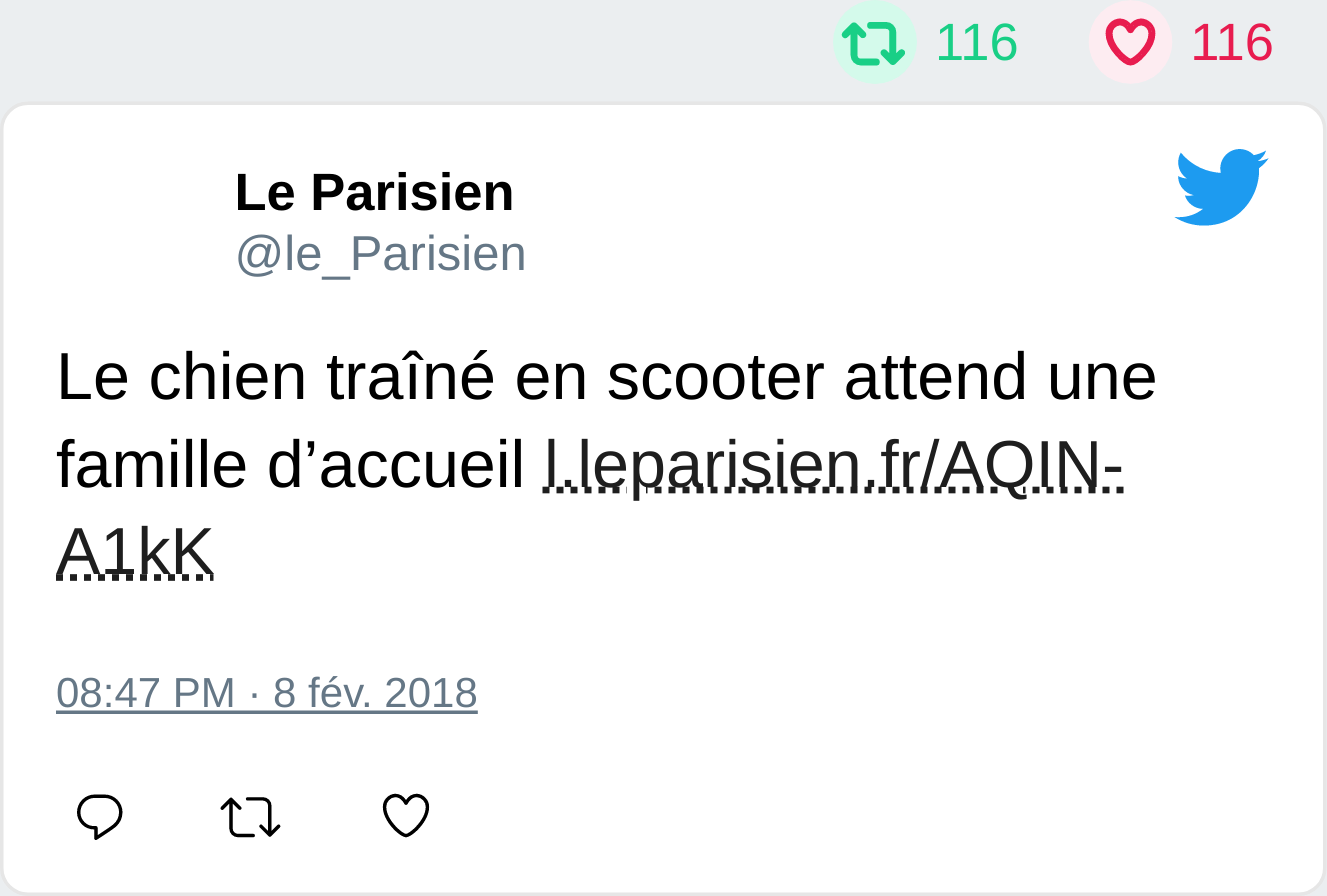 116 116
Le Parisien
@le_Parisien
Le chien traîné en scooter attend une
famille d’accueil l.leparisien.fr/AQIN-
A1kK
08:47 PM · 8 fév. 2018